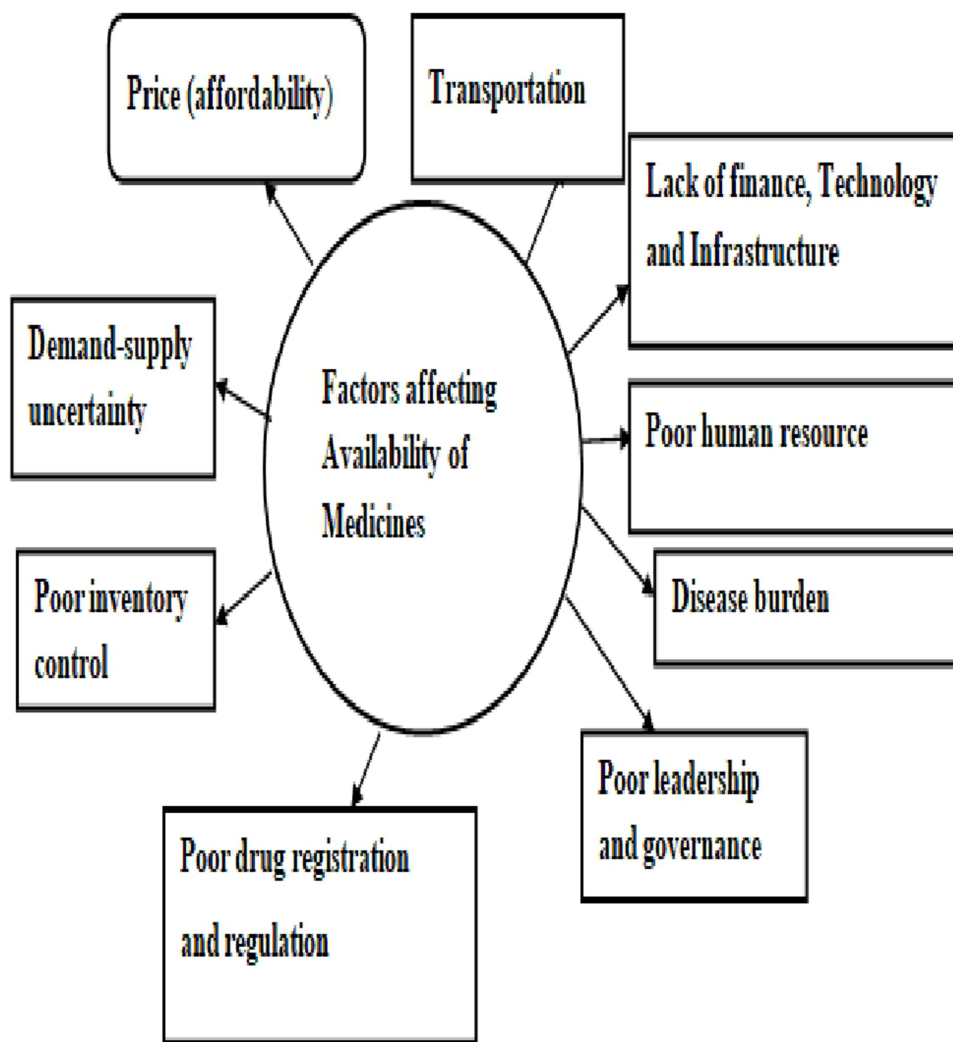 Price (affordability)
Transportation
Lack of finance, Technology
and Infrastructure
Demand-supply
uncertainty
Factors affecting
Availability of
Medicines
Poor human resource
Poor inventory
control
Disease burden
Poor leadership
and governance
Poor drug registration
and regulation